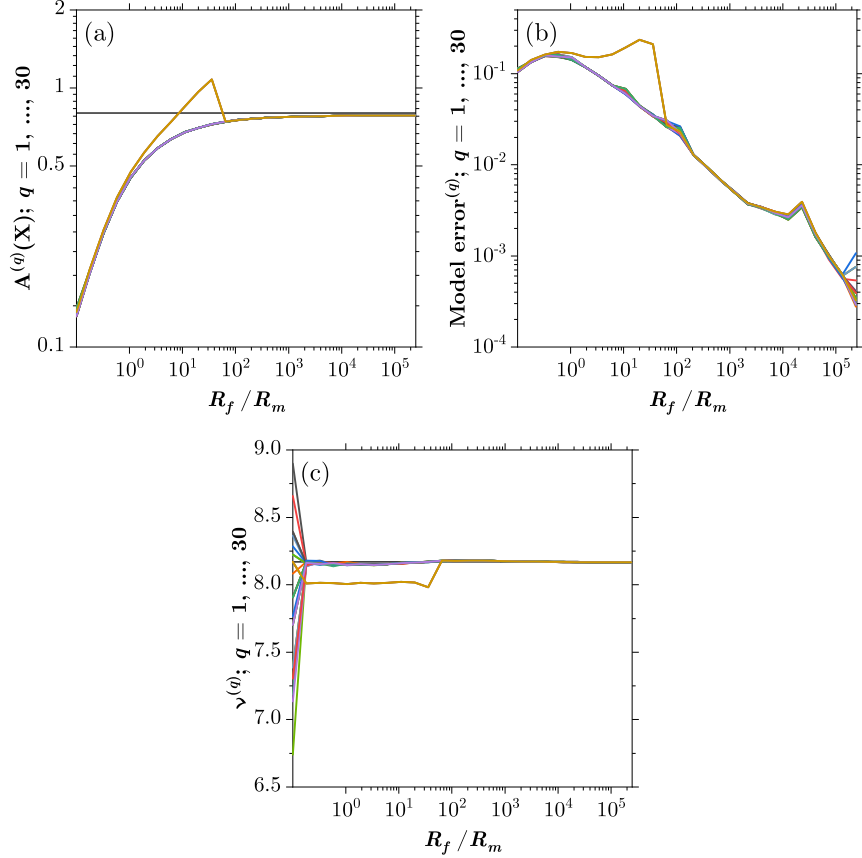 (a)
A^(q)(X); q = 1, ..., 30
2
1
0.5
0.1
10^0 10^1 10^2 10^3 10^4 10^5
R_f / R_m
(b)
Model error^(q); q = 1, ..., 30
10^-1
10^-2
10^-3
10^-4
10^0 10^1 10^2 10^3 10^4 10^5
R_f / R_m
(c)
ν^(q); q = 1, ..., 30
9.0
8.5
8.0
7.5
7.0
6.5
10^0 10^1 10^2 10^3 10^4 10^5
R_f / R_m